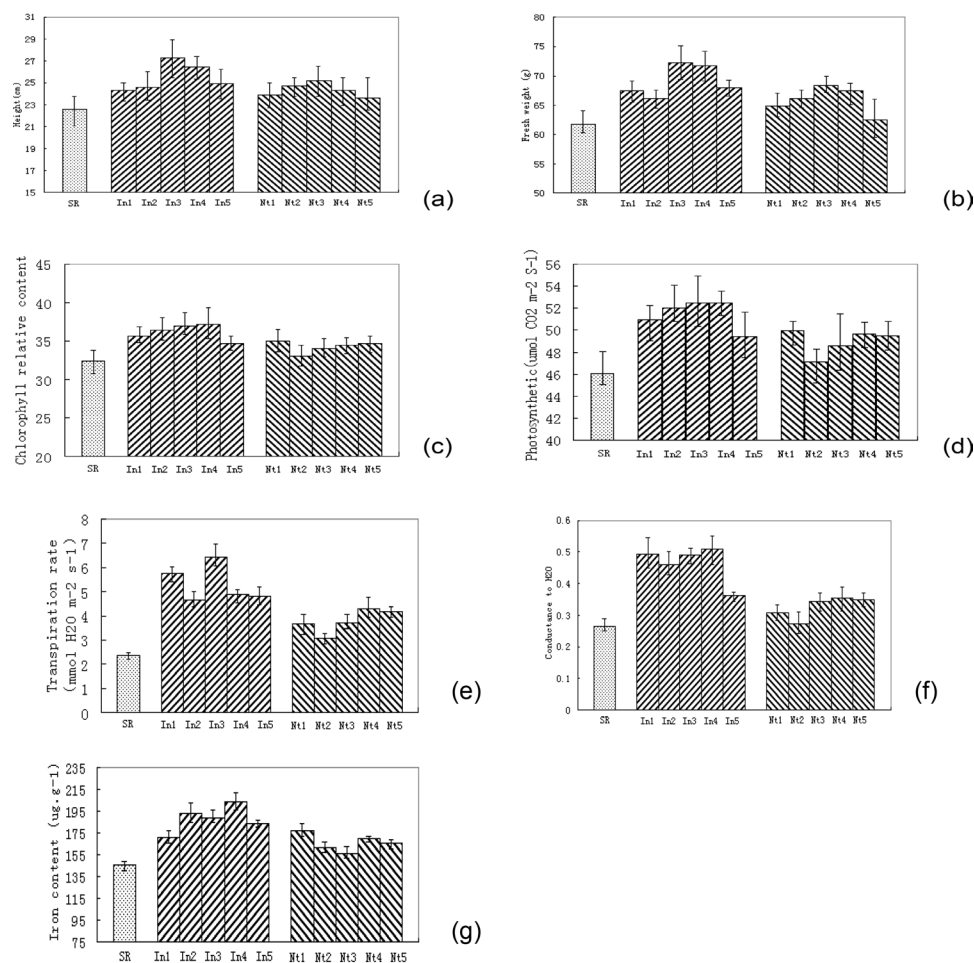 Height(cm)
31
29
27
25
23
21
19
17
15
SR In1 In2 In3 In4 In5 Nt1 Nt2 Nt3 Nt4 Nt5
(a)
Fresh weight (g)
80
75
70
65
60
55
50
SR In1 In2 In3 In4 In5 Nt1 Nt2 Nt3 Nt4 Nt5
(b)
Chlorophyll relative content
45
40
35
30
25
20
SR In1 In2 In3 In4 In5 Nt1 Nt2 Nt3 Nt4 Nt5
(c)
Photosynthetic(umol CO2 m-2 S-1)
56
54
52
50
48
46
44
42
40
SR In1 In2 In3 In4 In5 Nt1 Nt2 Nt3 Nt4 Nt5
(d)
Transpiration rate
(mmol H2O m-2 s-1)
8
7
6
5
4
3
2
1
0
SR In1 In2 In3 In4 In5 Nt1 Nt2 Nt3 Nt4 Nt5
(e)
Conductance to H2O
0.6
0.5
0.4
0.3
0.2
0.1
0
SR In1 In2 In3 In4 In5 Nt1 Nt2 Nt3 Nt4 Nt5
(f)
Iron content (ug.g-1)
235
215
195
175
155
135
115
95
75
SR In1 In2 In3 In4 In5 Nt1 Nt2 Nt3 Nt4 Nt5
(g)